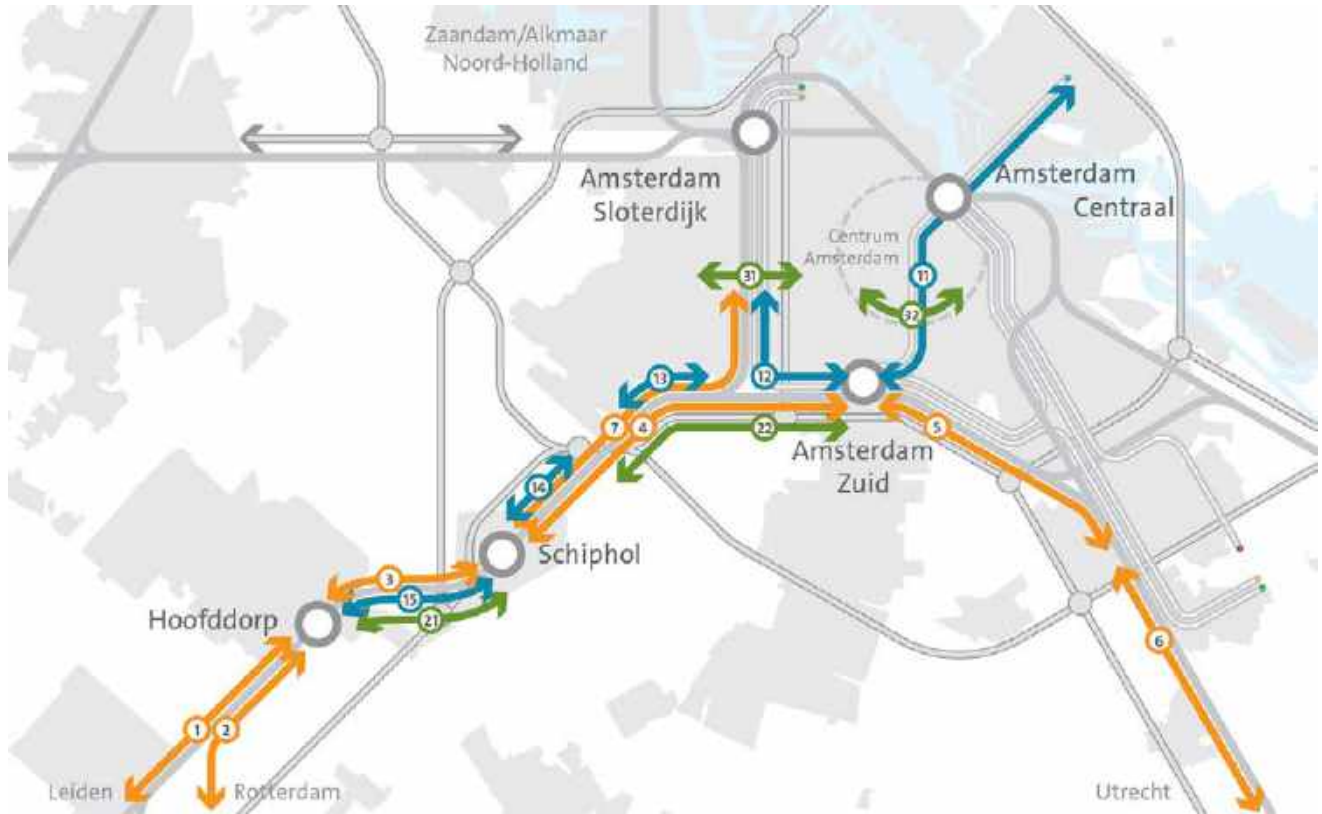 Zaandam/Alkmaar
Noord-Holland
Amsterdam
Sloterdijk
Amsterdam
Centraal
Centrum
Amsterdam
31
11
32
13
12
7
4
22
5
Amsterdam
Zuid
14
Schiphol
3
15
21
Hoofddorp
6
1
2
Leiden
Rotterdam
Utrecht